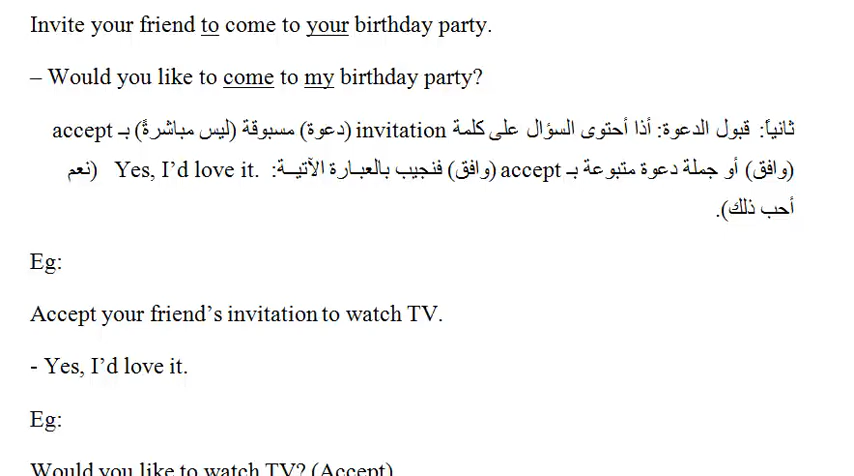 Invite your friend to come to your birthday party.
– Would you like to come to my birthday party?
ثانياً: قبول الدعوة: أذا أحتوى السؤال على كلمة invitation (دعوة) مسبوقة (ليس مباشرةً) بـ accept
(وافق) أو جملة دعوة متبوعة بـ accept (وافق) فنجيب بالعبارة الآتيـة: Yes, I’d love it. (نعم
أحب ذلك).
Eg:
Accept your friend’s invitation to watch TV.
- Yes, I’d love it.
Eg:
Would you like to watch TV? (Accept)